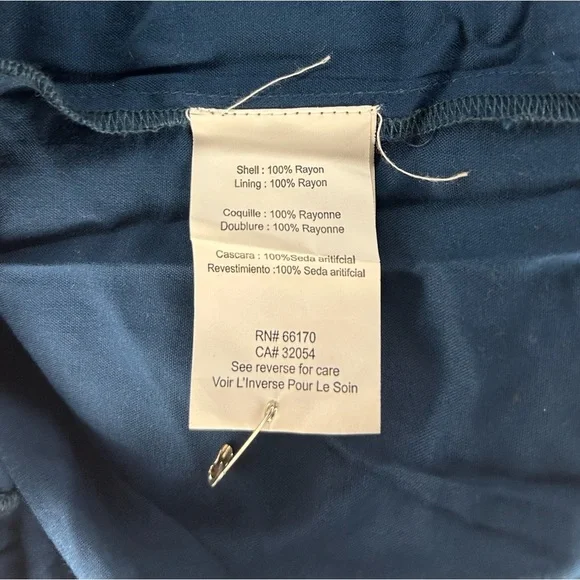 Shell : 100% Rayon
Lining : 100% Rayon
Coquille : 100% Rayonne
Doublure : 100% Rayonne
Cascara : 100%Seda aritifcial
Revestimiento :100% Seda aritifcial
RN# 66170
CA# 32054
See reverse for care
Voir L'Inverse Pour Le Soin